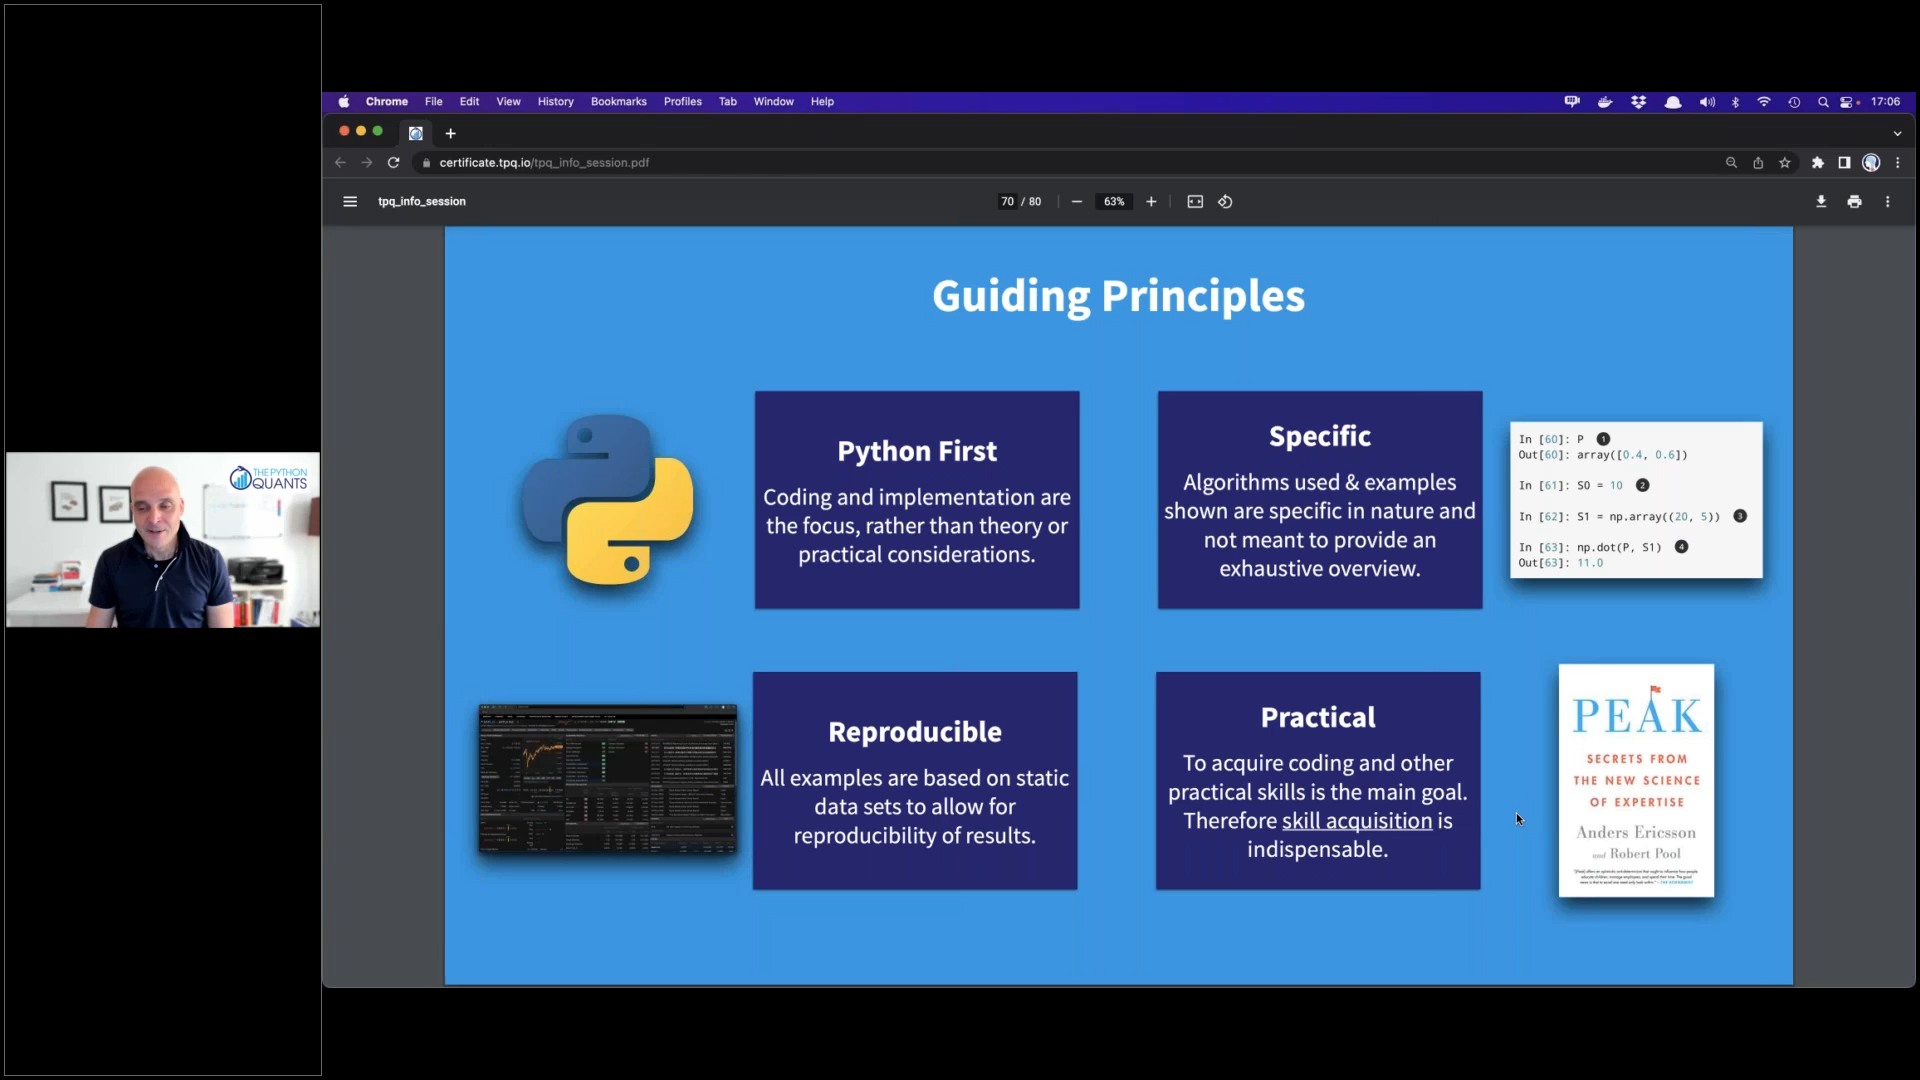 THE PYTHON
QUANTS
Chrome File Edit View History Bookmarks Profiles Tab Window Help 17:06
certificate.tpq.io/tpq_info_session.pdf
tpq_info_session 70 / 80 63%
Guiding Principles
Python First
Coding and implementation are
the focus, rather than theory or
practical considerations.
Specific
Algorithms used & examples
shown are specific in nature and
not meant to provide an
exhaustive overview.
In [60]: P 1
Out[60]: array([0.4, 0.6])
In [61]: S0 = 10 2
In [62]: S1 = np.array((20, 5)) 3
In [63]: np.dot(P, S1) 4
Out[63]: 11.0
Reproducible
All examples are based on static
data sets to allow for
reproducibility of results.
Practical
To acquire coding and other
practical skills is the main goal.
Therefore skill acquisition is
indispensable.
PEAK
SECRETS FROM
THE NEW SCIENCE
OF EXPERTISE
Anders Ericsson
and Robert Pool